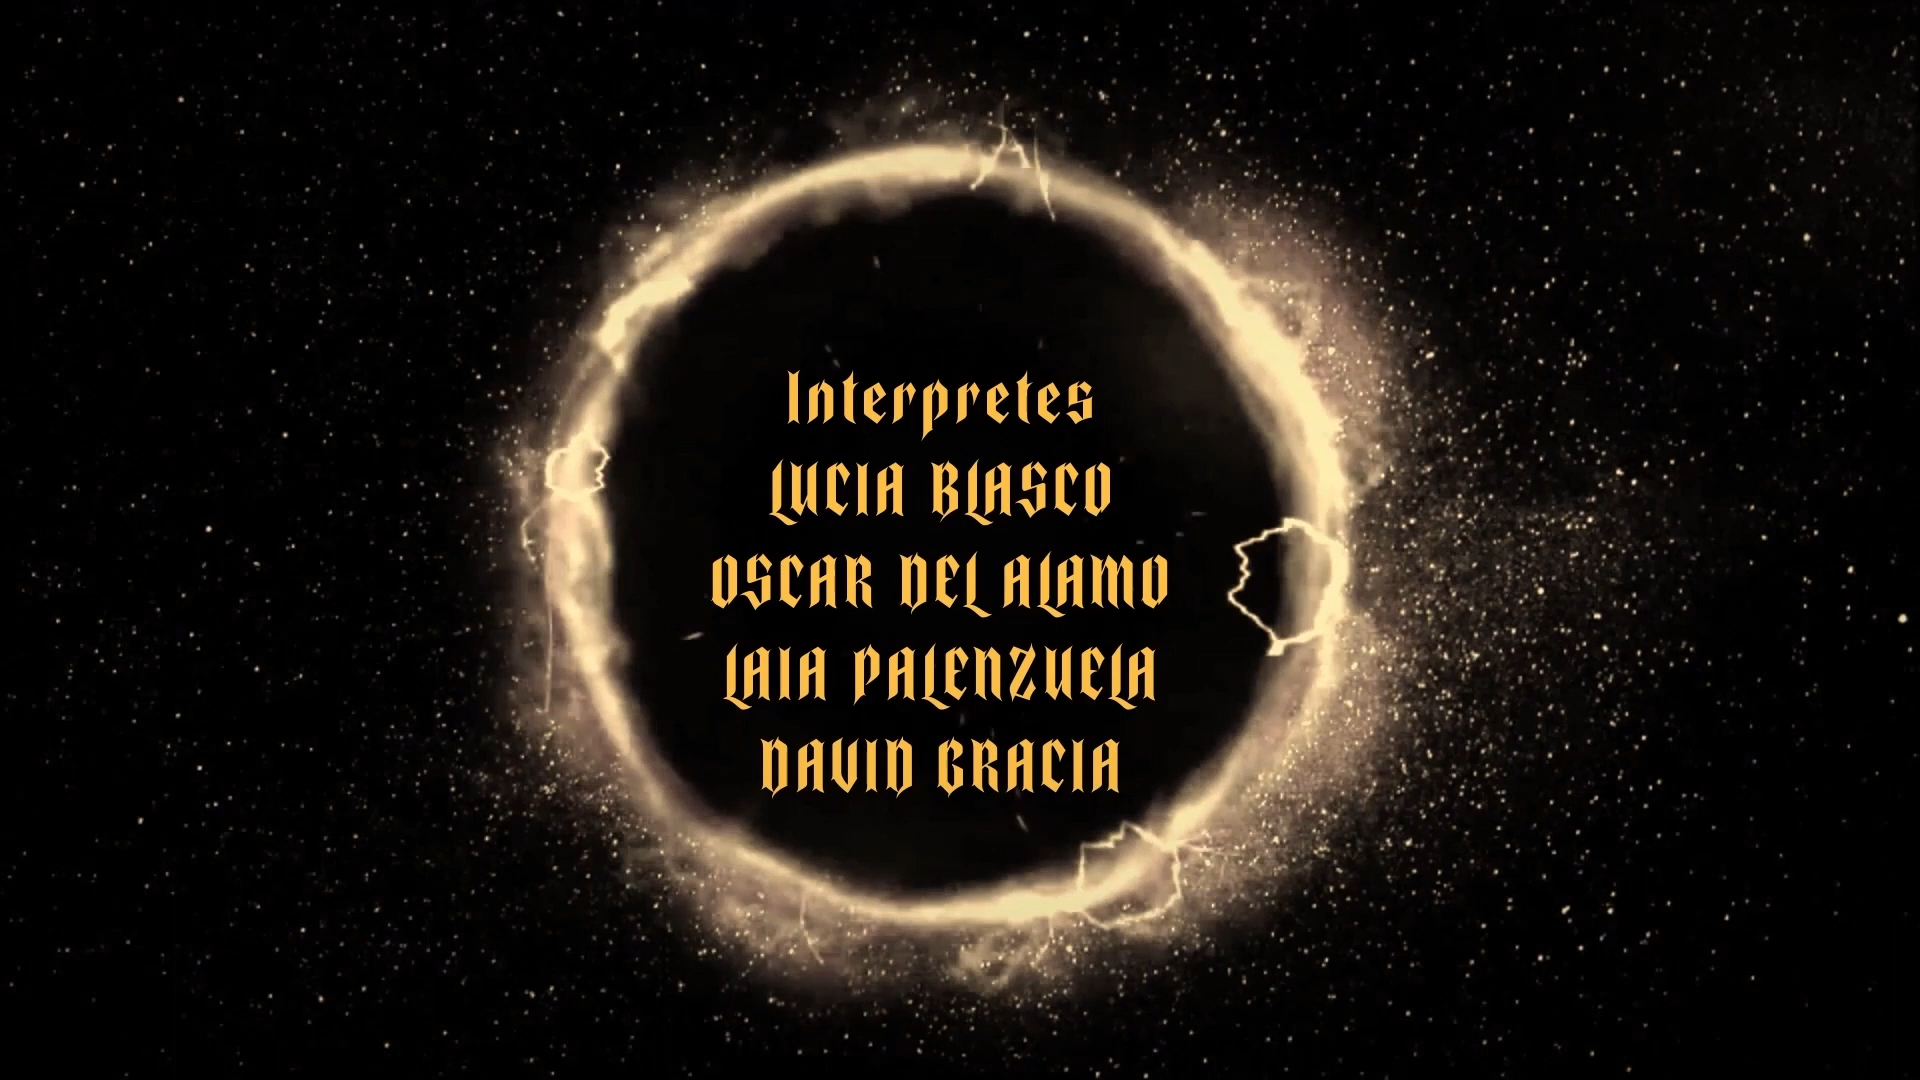 Interpretes
LUCIA BLASCO
OSCAR DEL ALAMO
LAIA PALENZUELA
DAVID GRACIA